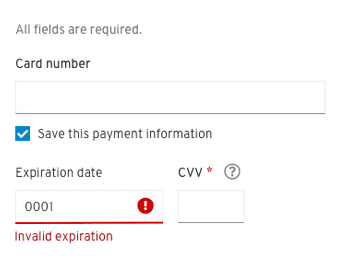 All fields are required.
Card number
Save this payment information
Expiration date
CVV * ?
0001 !
Invalid expiration